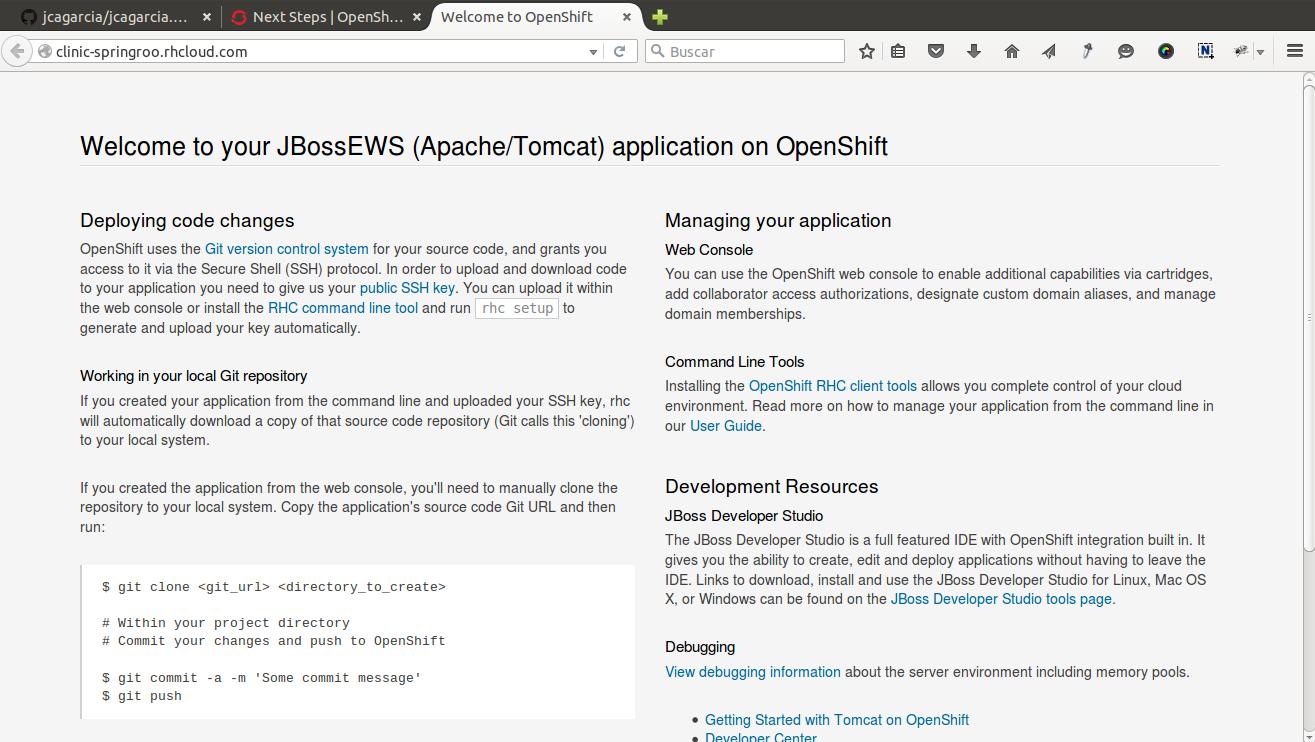 jcagarcia/jcagarcia....
Next Steps | OpenSh...
Welcome to OpenShift
clinic-springroo.rhcloud.com
Buscar
Welcome to your JBossEWS (Apache/Tomcat) application on OpenShift
Deploying code changes
OpenShift uses the Git version control system for your source code, and grants you
access to it via the Secure Shell (SSH) protocol. In order to upload and download code
to your application you need to give us your public SSH key. You can upload it within
the web console or install the RHC command line tool and run rhc setup to
generate and upload your key automatically.
Working in your local Git repository
If you created your application from the command line and uploaded your SSH key, rhc
will automatically download a copy of that source code repository (Git calls this 'cloning')
to your local system.
If you created the application from the web console, you'll need to manually clone the
repository to your local system. Copy the application's source code Git URL and then
run:
$ git clone <git_url> <directory_to_create>
# Within your project directory
# Commit your changes and push to OpenShift
$ git commit -a -m 'Some commit message'
$ git push
Managing your application
Web Console
You can use the OpenShift web console to enable additional capabilities via cartridges,
add collaborator access authorizations, designate custom domain aliases, and manage
domain memberships.
Command Line Tools
Installing the OpenShift RHC client tools allows you complete control of your cloud
environment. Read more on how to manage your application from the command line in
our User Guide.
Development Resources
JBoss Developer Studio
The JBoss Developer Studio is a full featured IDE with OpenShift integration built in. It
gives you the ability to create, edit and deploy applications without having to leave the
IDE. Links to download, install and use the JBoss Developer Studio for Linux, Mac OS
X, or Windows can be found on the JBoss Developer Studio tools page.
Debugging
View debugging information about the server environment including memory pools.
• Getting Started with Tomcat on OpenShift
• Developer Center